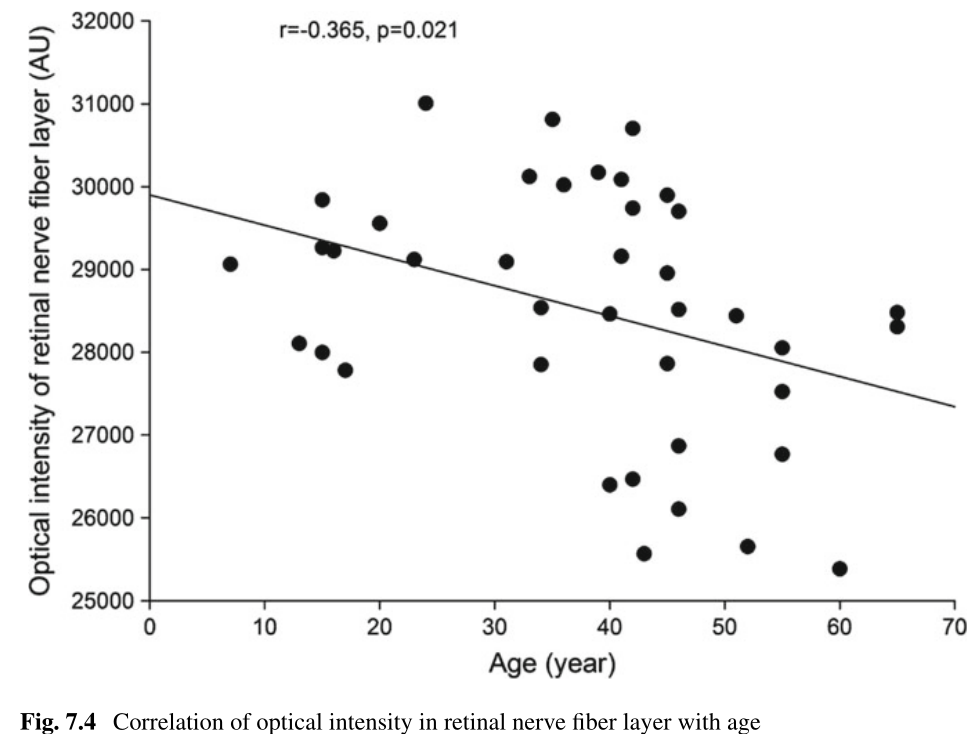 r=-0.365, p=0.021
Optical intensity of retinal nerve fiber layer (AU)
32000
31000
30000
29000
28000
27000
26000
25000
0 10 20 30 40 50 60 70
Age (year)
Fig. 7.4 Correlation of optical intensity in retinal nerve fiber layer with age